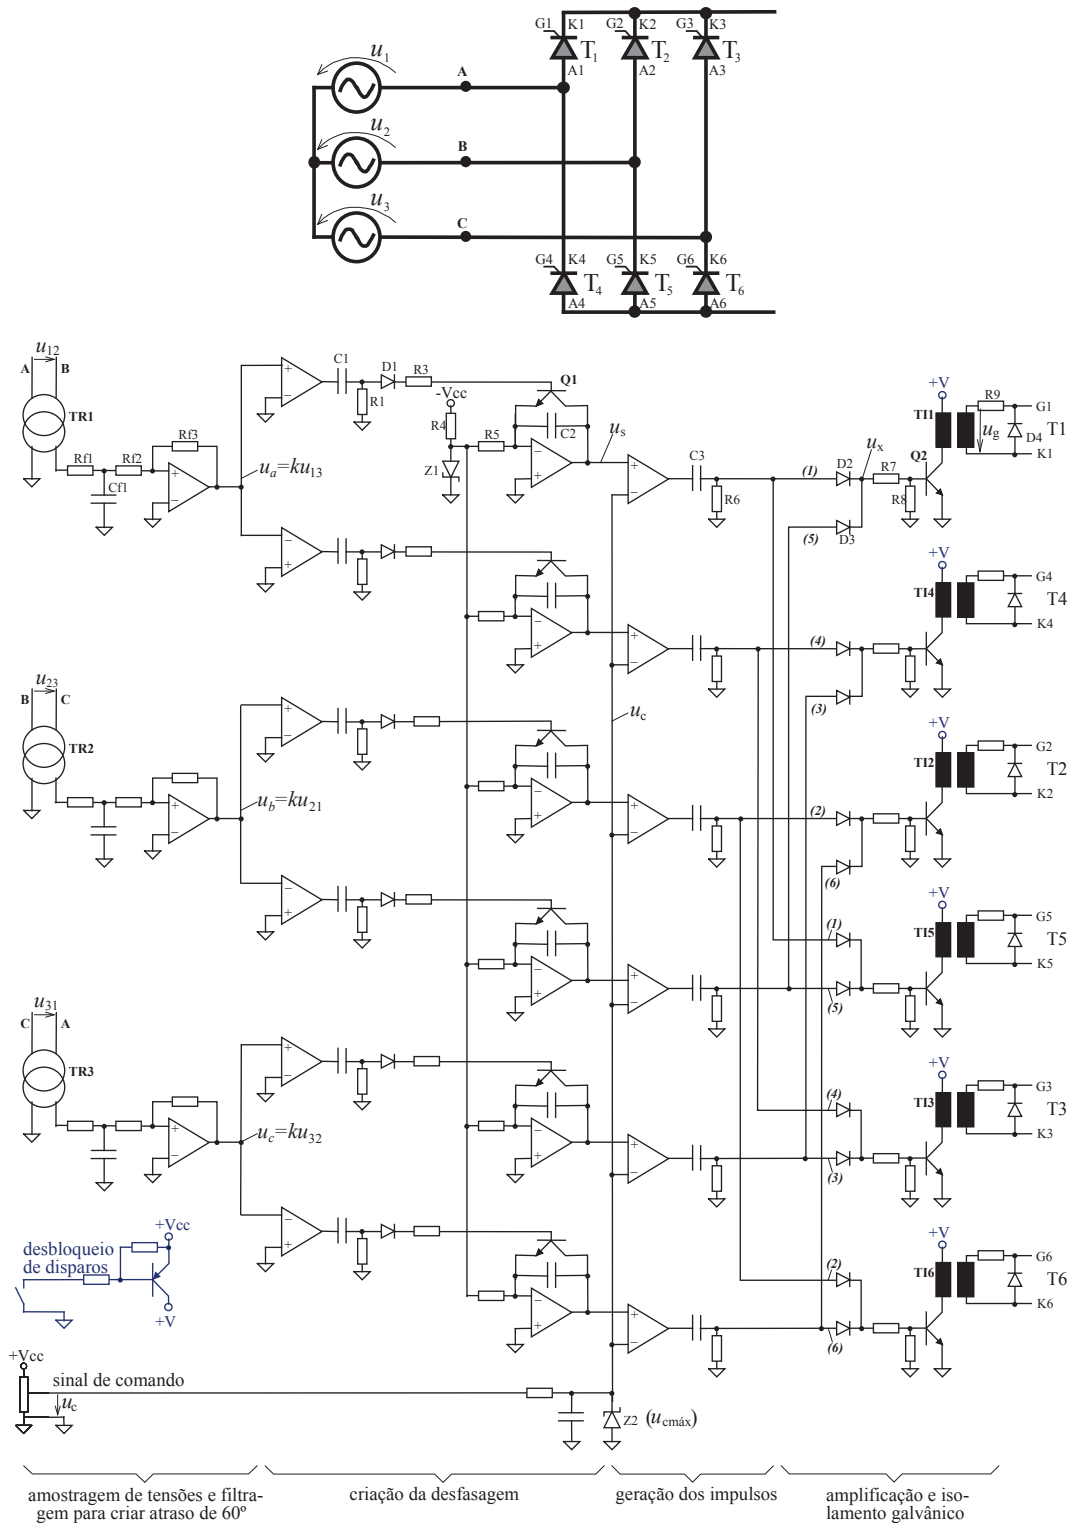 G1 K1 G2 K2 G3 K3
T1 T2 T3
A1 A2 A3
u1
A
u2
B
u3
C
G4 K4 G5 K5 G6 K6
T4 T5 T6
A4 A5 A6
u12
A B
TR1
Rf1 Rf2 Rf3
Cf1
+ −
ua=ku13
+ −
C1 D1 R3
R1
-Vcc
R4
Z1
R5
Q1
C2
− +
us
+ −
C3
R6
(1) D2
ux
R7
Q2
R8
D3
(5)
+V
TI1
R9
ug
D4
G1
T1
K1
− +
− +
+ −
(4)
(3)
+V
TI4
G4
T4
K4
u23
B C
TR2
+ −
ub=ku21
+ −
− +
uc
+ −
(2)
(6)
+V
TI2
G2
T2
K2
− +
− +
+ −
(1)
(5)
+V
TI5
G5
T5
K5
u31
C A
TR3
+ −
uc=ku32
+ −
− +
+ −
(4)
(3)
+V
TI3
G3
T3
K3
− +
− +
+ −
(2)
(6)
+V
TI6
G6
T6
K6
+Vcc
desbloqueio
de disparos
+V
+Vcc
sinal de comando
uc
Z2 (ucmáx)
amostragem de tensões e filtra-
gem para criar atraso de 60º
criação da desfasagem
geração dos impulsos
amplificação e iso-
lamento galvânico